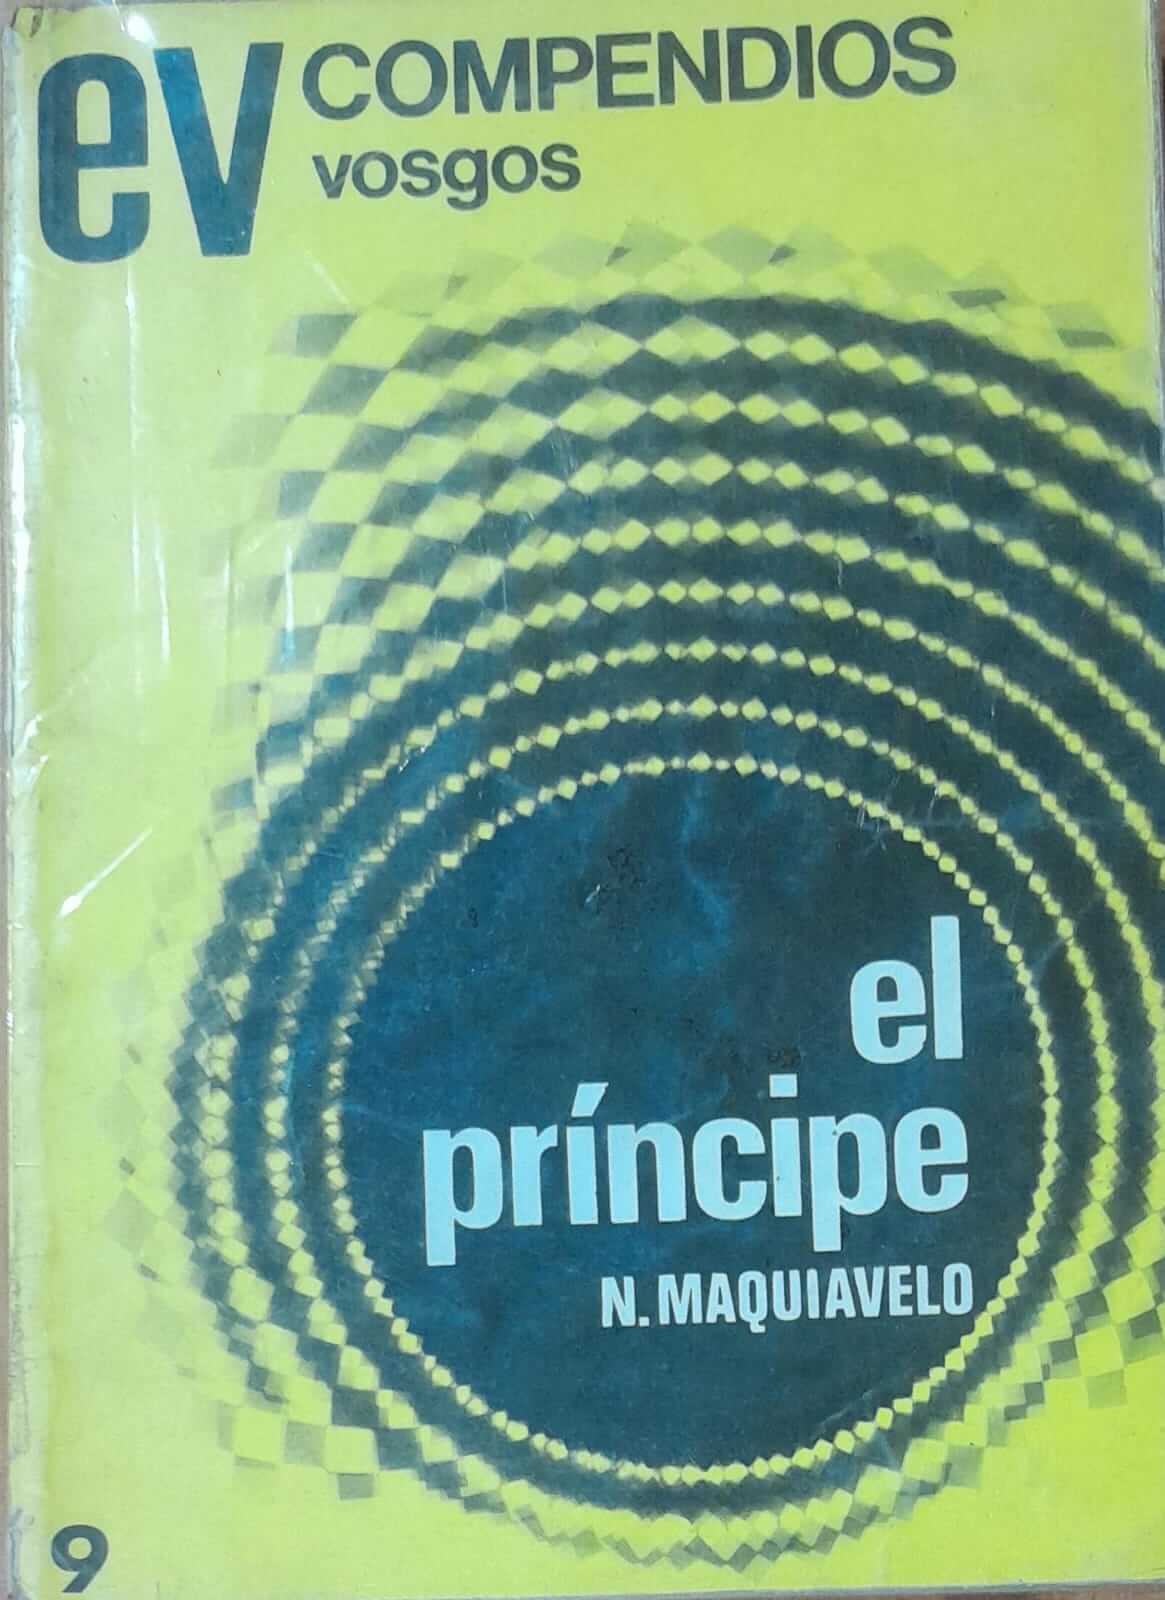 ev
COMPENDIOS
vosgos
el
príncipe
N. MAQUIAVELO
9